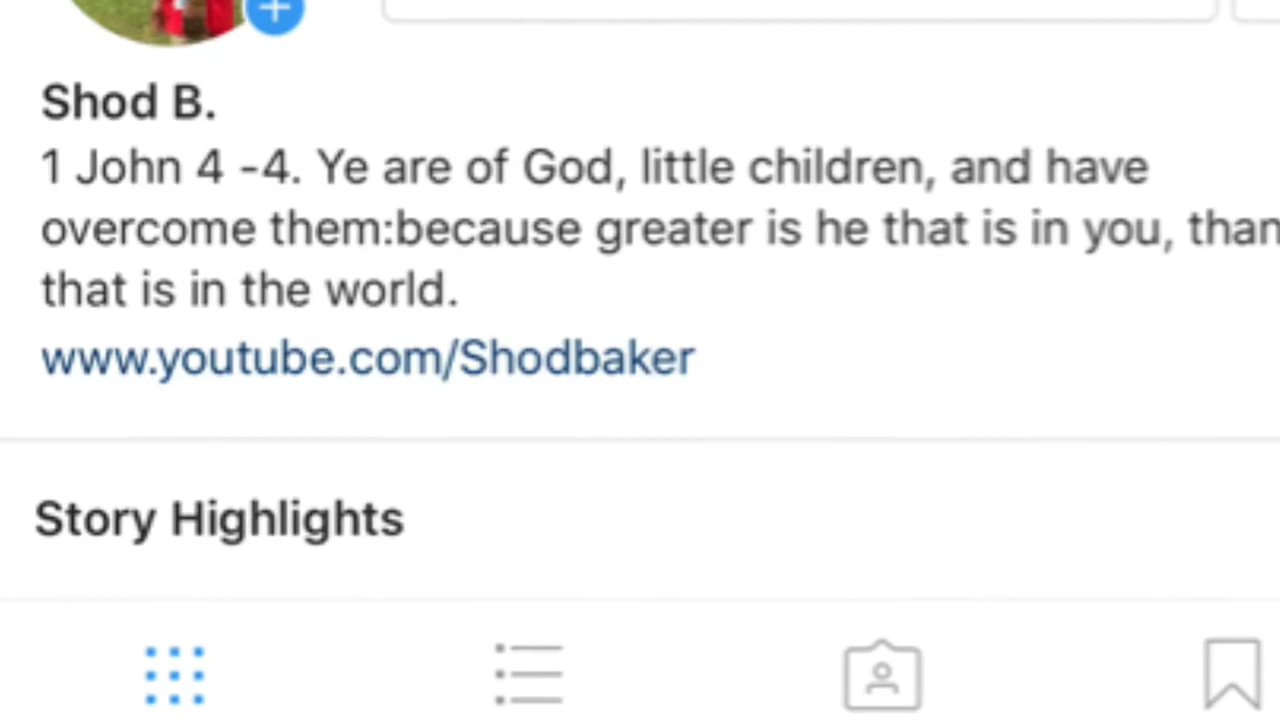 Shod B.
1 John 4 -4. Ye are of God, little children, and have
overcome them:because greater is he that is in you, than
that is in the world.
www.youtube.com/Shodbaker
Story Highlights